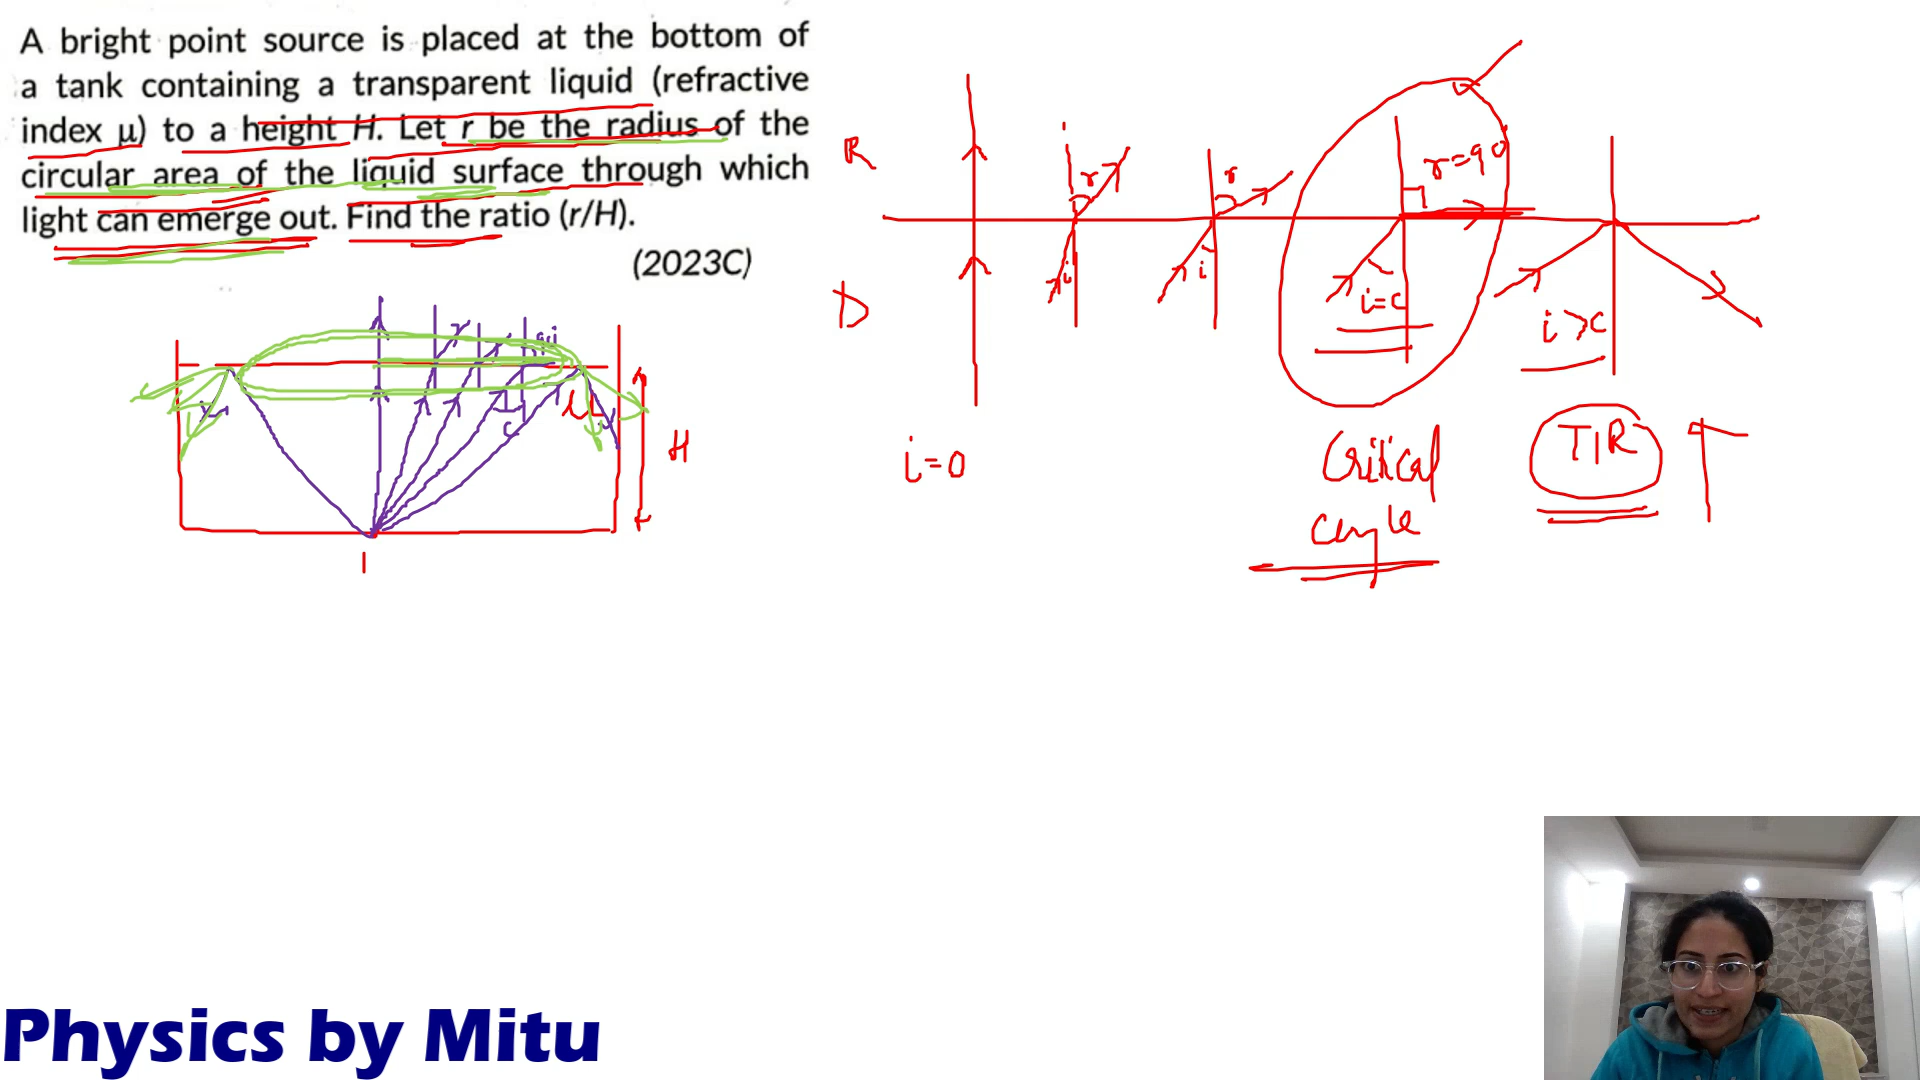 A bright point source is placed at the bottom of
a tank containing a transparent liquid (refractive
index μ) to a height H. Let r be the radius of the
circular area of the liquid surface through which
light can emerge out. Find the ratio (r/H).
(2023C)
R
D
i
r
i
r
i
r=90
i=c
i>c
i=0
Critical
angle
TIR
r
90
c
H
Physics by Mitu